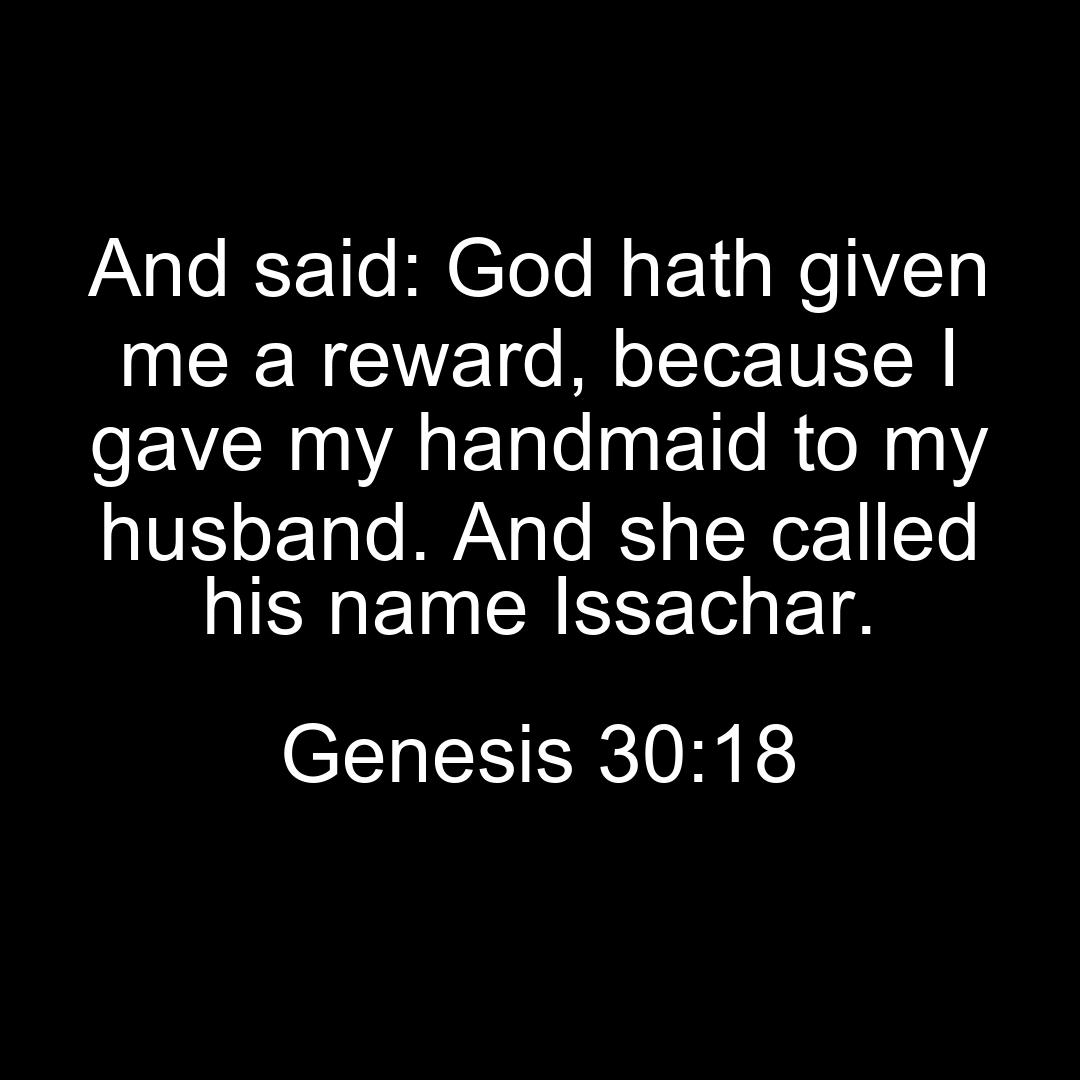 And said: God hath given
me a reward, because I
gave my handmaid to my
husband. And she called
his name Issachar.
Genesis 30:18